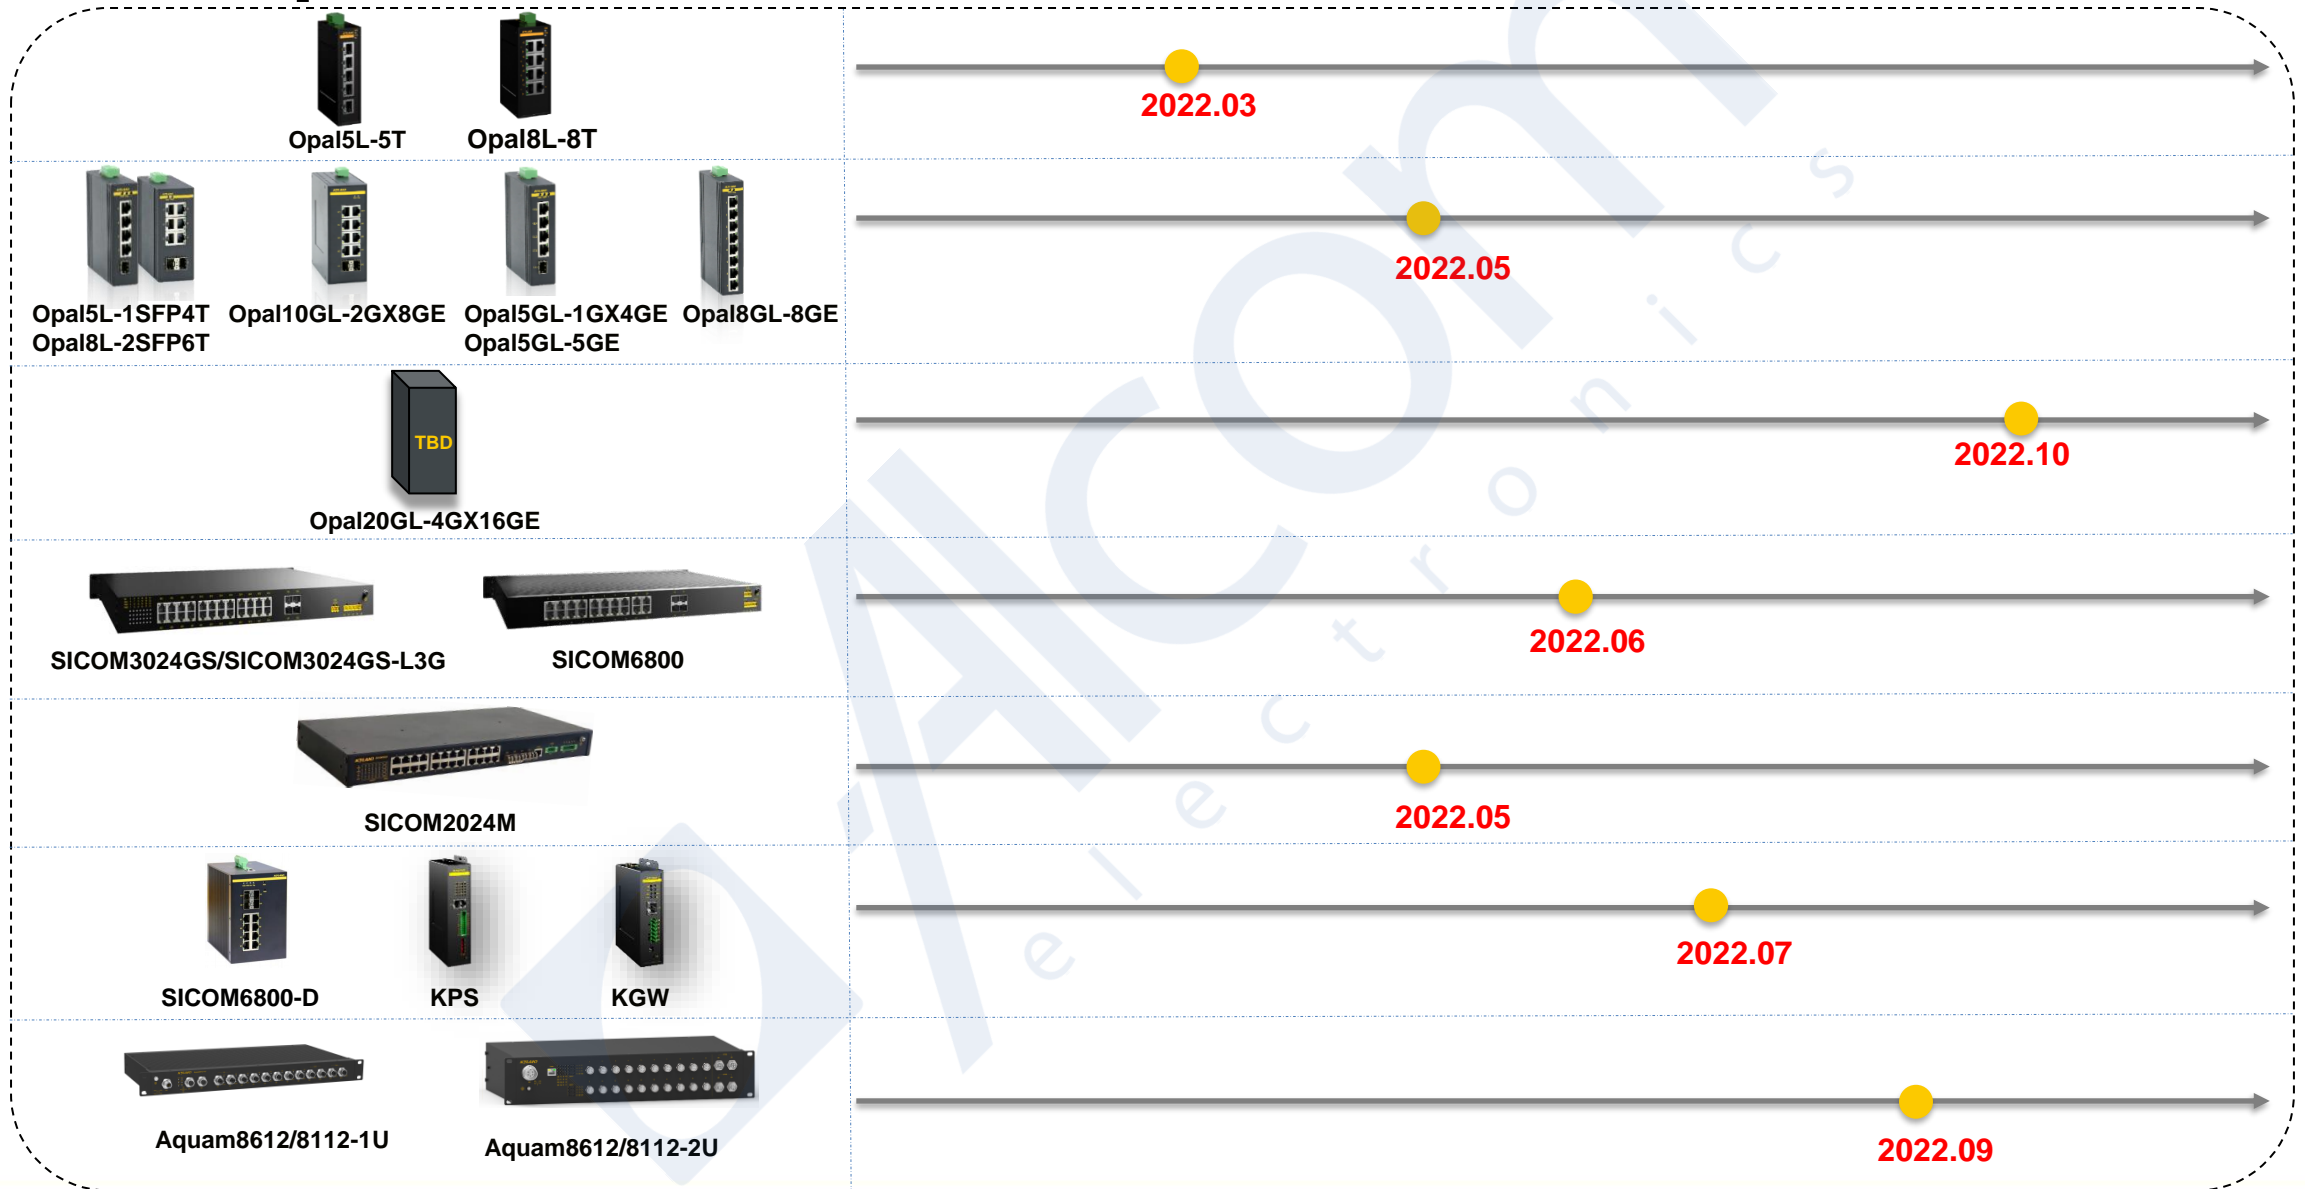 Opal5L-5T
Opal8L-8T
2022.03
Opal5L-1SFP4T
Opal8L-2SFP6T
Opal10GL-2GX8GE
Opal5GL-1GX4GE
Opal5GL-5GE
Opal8GL-8GE
2022.05
TBD
Opal20GL-4GX16GE
2022.10
SICOM3024GS/SICOM3024GS-L3G
SICOM6800
2022.06
SICOM2024M
2022.05
SICOM6800-D
KPS
KGW
2022.07
Aquam8612/8112-1U
Aquam8612/8112-2U
2022.09
AlCom
electronics